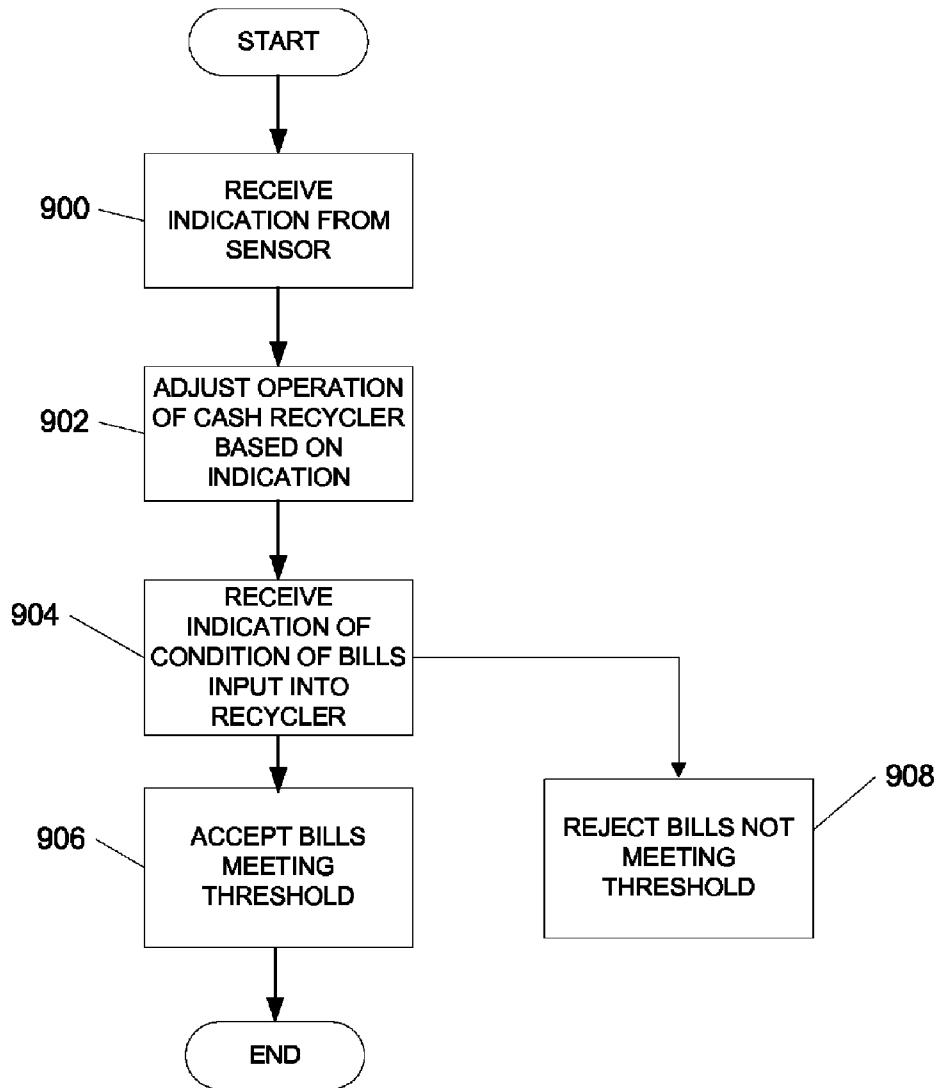 START
900
RECEIVE
INDICATION FROM
SENSOR
902
ADJUST OPERATION
OF CASH RECYCLER
BASED ON
INDICATION
904
RECEIVE
INDICATION OF
CONDITION OF BILLS
INPUT INTO
RECYCLER
906
ACCEPT BILLS
MEETING
THRESHOLD
908
REJECT BILLS NOT
MEETING
THRESHOLD
END